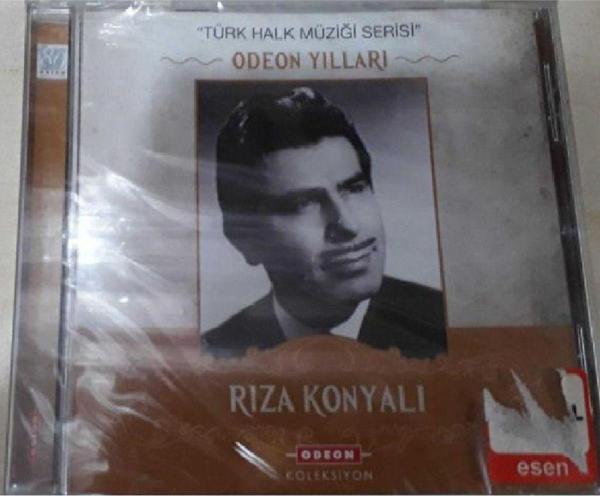 "TÜRK HALK MÜZİĞİ SERİSİ"
ODEON YILLARI
RIZA KONYALI
ODEON
KOLEKSİYON
L
esen